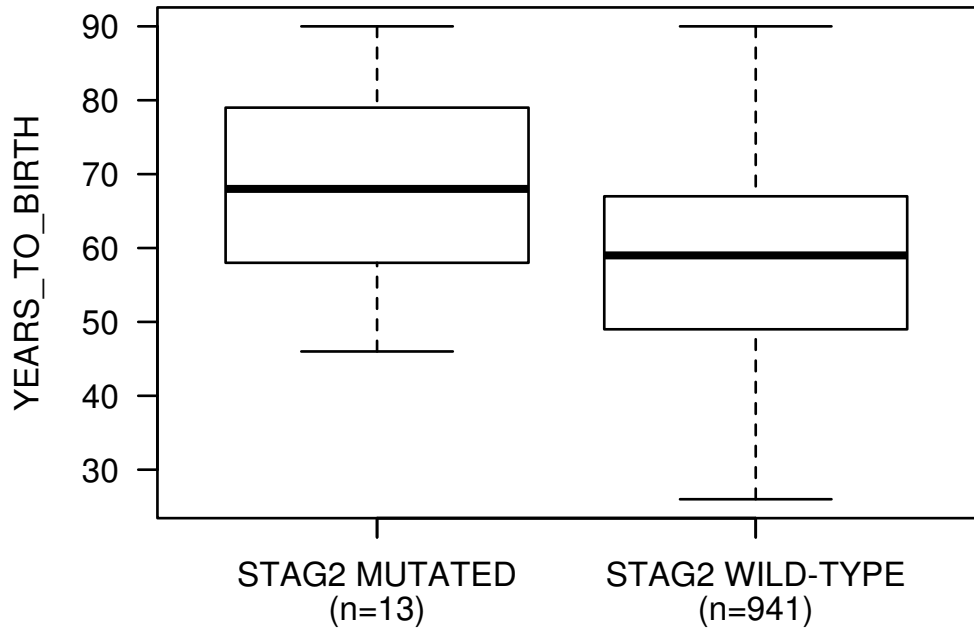 YEARS_TO_BIRTH
90
80
70
60
50
40
30
STAG2 MUTATED
(n=13)
STAG2 WILD-TYPE
(n=941)